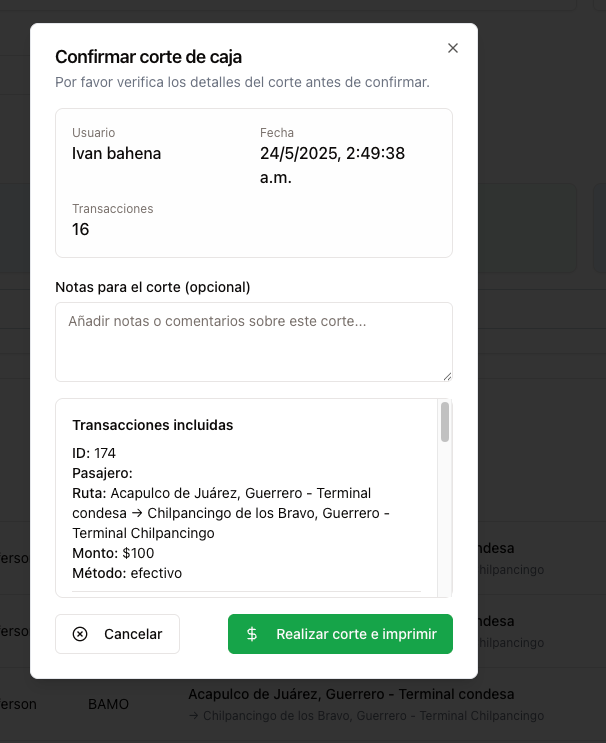 Confirmar corte de caja
Por favor verifica los detalles del corte antes de confirmar.
Usuario
Ivan bahena
Fecha
24/5/2025, 2:49:38
a.m.
Transacciones
16
Notas para el corte (opcional)
Añadir notas o comentarios sobre este corte...
Transacciones incluidas
ID: 174
Pasajero:
Ruta: Acapulco de Juárez, Guerrero - Terminal
condesa → Chilpancingo de los Bravo, Guerrero -
Terminal Chilpancingo
Monto: $100
Método: efectivo
Cancelar
$ Realizar corte e imprimir
ferson
ndesa
hilpancingo
ferson
ndesa
hilpancingo
ferson
BAMO
Acapulco de Juárez, Guerrero - Terminal condesa
→ Chilpancingo de los Bravo, Guerrero - Terminal Chilpancingo